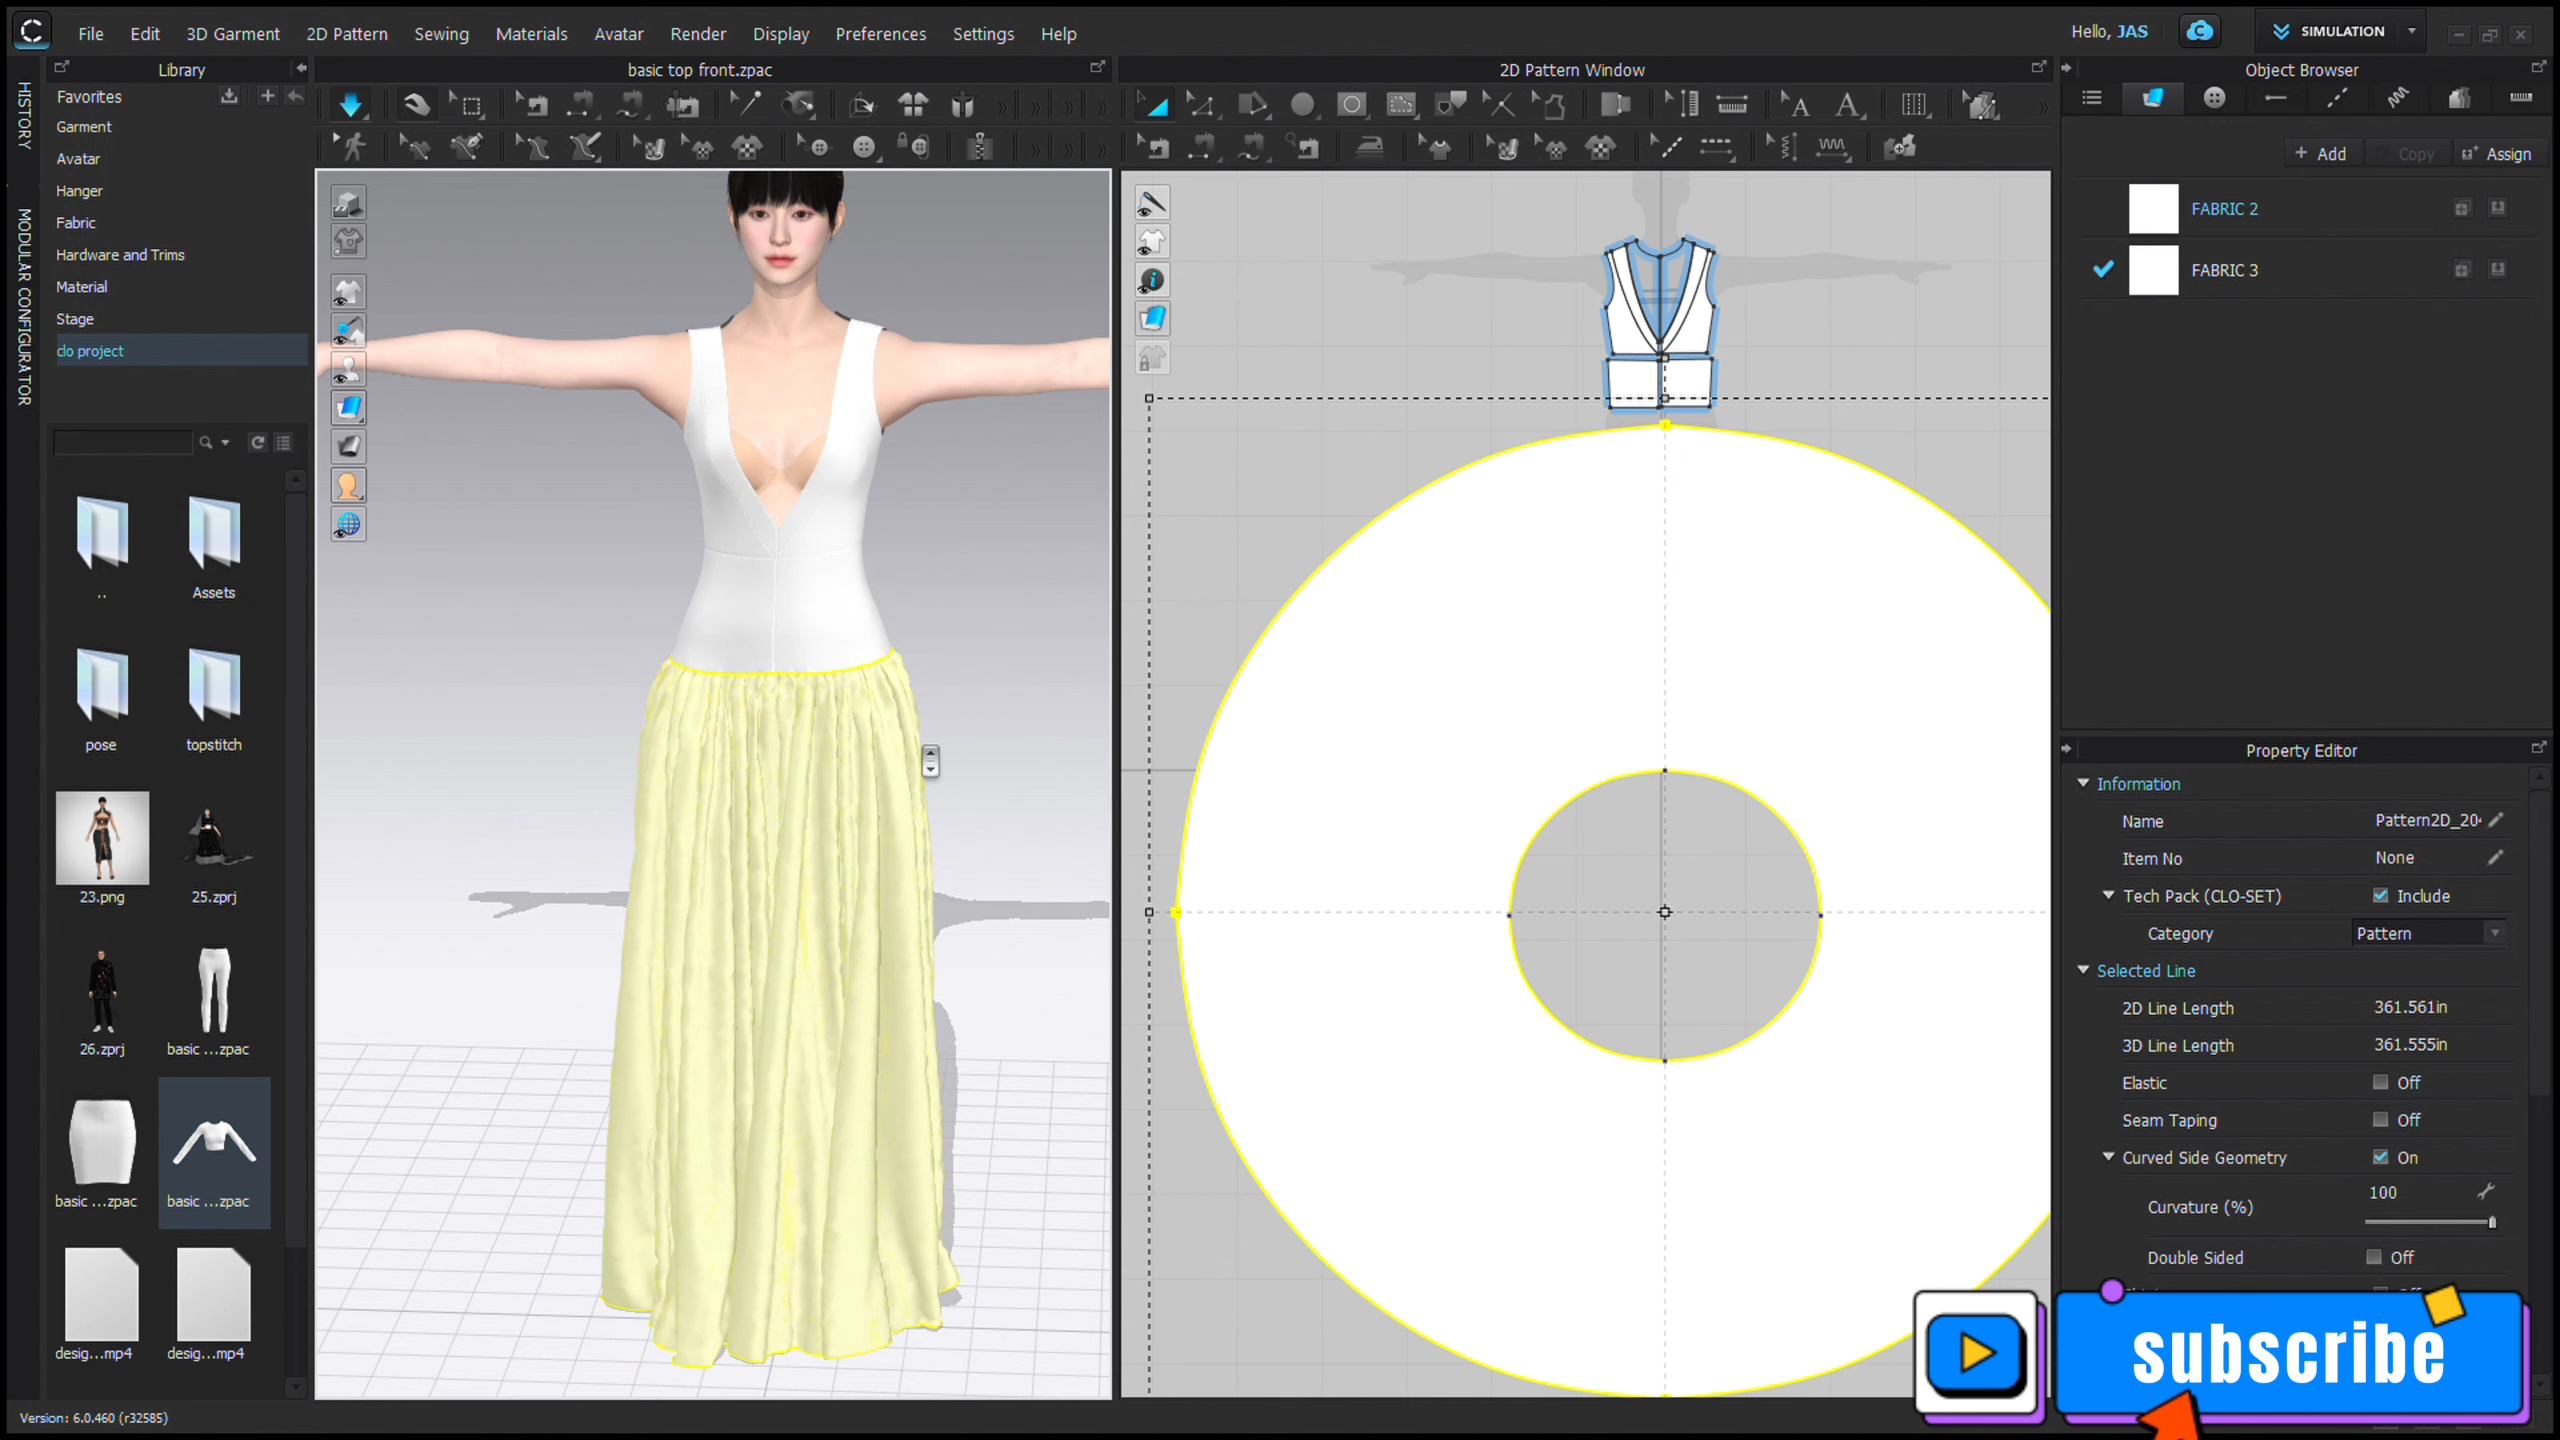 File Edit 3D Garment 2D Pattern Sewing Materials Avatar Render Display Preferences Settings Help
Hello, JAS
SIMULATION
HISTORY
MODULAR CONFIGURATOR
Library
basic top front.zpac
2D Pattern Window
Object Browser
Favorites
Garment
Avatar
Hanger
Fabric
Hardware and Trims
Material
Stage
clo project
..
Assets
pose
topstitch
23.png
25.zprj
26.zprj
basic ...zpac
basic ...zpac
basic ...zpac
desig...mp4
desig...mp4
Version: 6.0.460 (r32585)
+ Add
Copy
Assign
FABRIC 2
FABRIC 3
Property Editor
Information
Name Pattern2D_20
Item No None
Tech Pack (CLO-SET) Include
Category Pattern
Selected Line
2D Line Length 361.561in
3D Line Length 361.555in
Elastic Off
Seam Taping Off
Curved Side Geometry On
Curvature (%) 100
Double Sided Off
subscribe